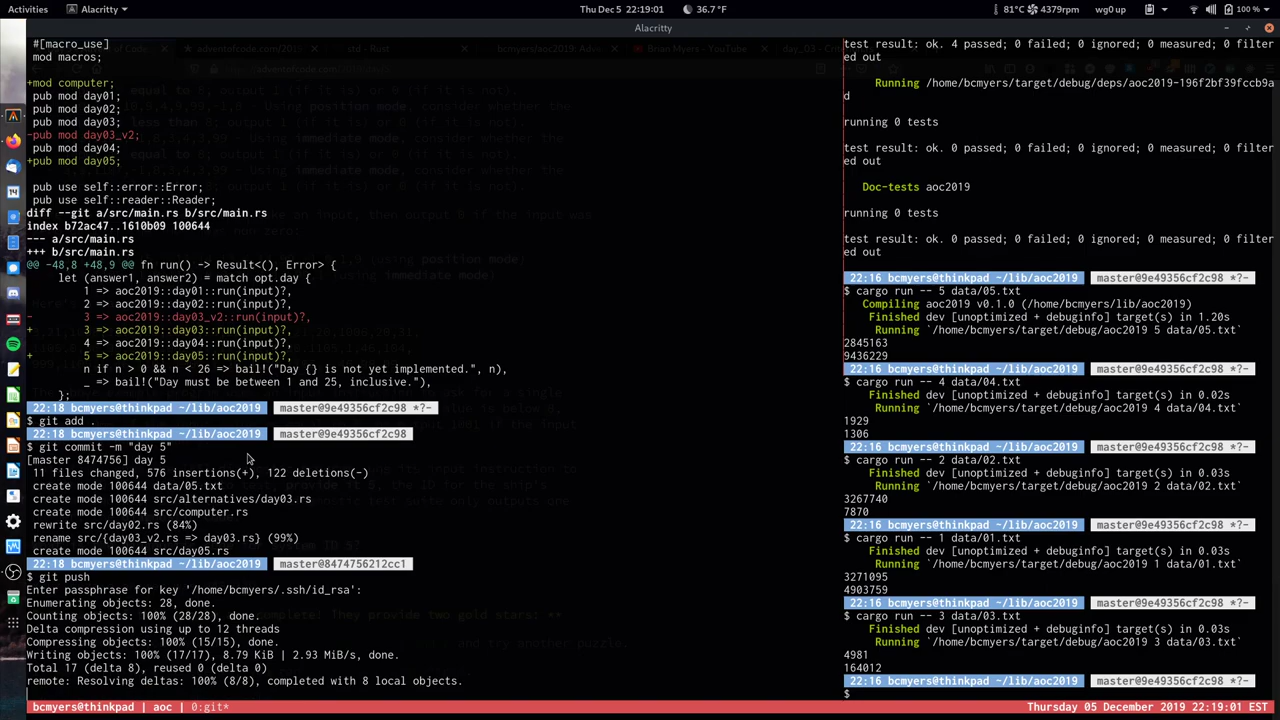 Activities
Alacritty
Thu Dec 5 22:19:01
36.7 °F
81°C
4379rpm
wg0 up
100 %
Alacritty
#[macro_use]
mod macros;
+mod computer;
pub mod day01;
pub mod day02;
pub mod day03;
-pub mod day03_v2;
pub mod day04;
+pub mod day05;
pub use self::error::Error;
pub use self::reader::Reader;
diff --git a/src/main.rs b/src/main.rs
index b72ac47..1610b09 100644
--- a/src/main.rs
+++ b/src/main.rs
@@ -48,8 +48,9 @@ fn run() -> Result<(), Error> {
let (answer1, answer2) = match opt.day {
1 => aoc2019::day01::run(input)?,
2 => aoc2019::day02::run(input)?,
- 3 => aoc2019::day03_v2::run(input)?,
+ 3 => aoc2019::day03::run(input)?,
4 => aoc2019::day04::run(input)?,
+ 5 => aoc2019::day05::run(input)?,
n if n > 0 && n < 26 => bail!("Day {} is not yet implemented.", n),
_ => bail!("Day must be between 1 and 25, inclusive."),
};
22:18 bcmyers@thinkpad ~/lib/aoc2019 master@9e49356cf2c98 *?~
$ git add .
22:18 bcmyers@thinkpad ~/lib/aoc2019 master@9e49356cf2c98
$ git commit -m "day 5"
[master 8474756] day 5
11 files changed, 576 insertions(+), 122 deletions(-)
create mode 100644 data/05.txt
create mode 100644 src/alternatives/day03.rs
create mode 100644 src/computer.rs
rewrite src/day02.rs (84%)
rename src/{day03_v2.rs => day03.rs} (99%)
create mode 100644 src/day05.rs
22:18 bcmyers@thinkpad ~/lib/aoc2019 master@8474756212cc1
$ git push
Enter passphrase for key '/home/bcmyers/.ssh/id_rsa':
Enumerating objects: 28, done.
Counting objects: 100% (28/28), done.
Delta compression using up to 12 threads
Compressing objects: 100% (15/15), done.
Writing objects: 100% (17/17), 8.79 KiB | 2.93 MiB/s, done.
Total 17 (delta 8), reused 0 (delta 0)
remote: Resolving deltas: 100% (8/8), completed with 8 local objects.
test result: ok. 4 passed; 0 failed; 0 ignored; 0 measured; 0 filter
ed out
Running /home/bcmyers/target/debug/deps/aoc2019-196f2bf39fccb9a
d
running 0 tests
test result: ok. 0 passed; 0 failed; 0 ignored; 0 measured; 0 filter
ed out
Doc-tests aoc2019
running 0 tests
test result: ok. 0 passed; 0 failed; 0 ignored; 0 measured; 0 filter
ed out
22:16 bcmyers@thinkpad ~/lib/aoc2019 master@9e49356cf2c98 *?~
$ cargo run -- 5 data/05.txt
Compiling aoc2019 v0.1.0 (/home/bcmyers/lib/aoc2019)
Finished dev [unoptimized + debuginfo] target(s) in 1.20s
Running `/home/bcmyers/target/debug/aoc2019 5 data/05.txt`
2845163
9436229
22:16 bcmyers@thinkpad ~/lib/aoc2019 master@9e49356cf2c98 *?~
$ cargo run -- 4 data/04.txt
Finished dev [unoptimized + debuginfo] target(s) in 0.02s
Running `/home/bcmyers/target/debug/aoc2019 4 data/04.txt`
1929
1306
22:16 bcmyers@thinkpad ~/lib/aoc2019 master@9e49356cf2c98 *?~
$ cargo run -- 2 data/02.txt
Finished dev [unoptimized + debuginfo] target(s) in 0.03s
Running `/home/bcmyers/target/debug/aoc2019 2 data/02.txt`
3267740
7870
22:16 bcmyers@thinkpad ~/lib/aoc2019 master@9e49356cf2c98 *?~
$ cargo run -- 1 data/01.txt
Finished dev [unoptimized + debuginfo] target(s) in 0.03s
Running `/home/bcmyers/target/debug/aoc2019 1 data/01.txt`
3271095
4903759
22:16 bcmyers@thinkpad ~/lib/aoc2019 master@9e49356cf2c98 *?~
$ cargo run -- 3 data/03.txt
Finished dev [unoptimized + debuginfo] target(s) in 0.03s
Running `/home/bcmyers/target/debug/aoc2019 3 data/03.txt`
4981
164012
22:16 bcmyers@thinkpad ~/lib/aoc2019 master@9e49356cf2c98 *?~
$
bcmyers@thinkpad | aoc | 0:git*
Thursday 05 December 2019 22:19:01 EST